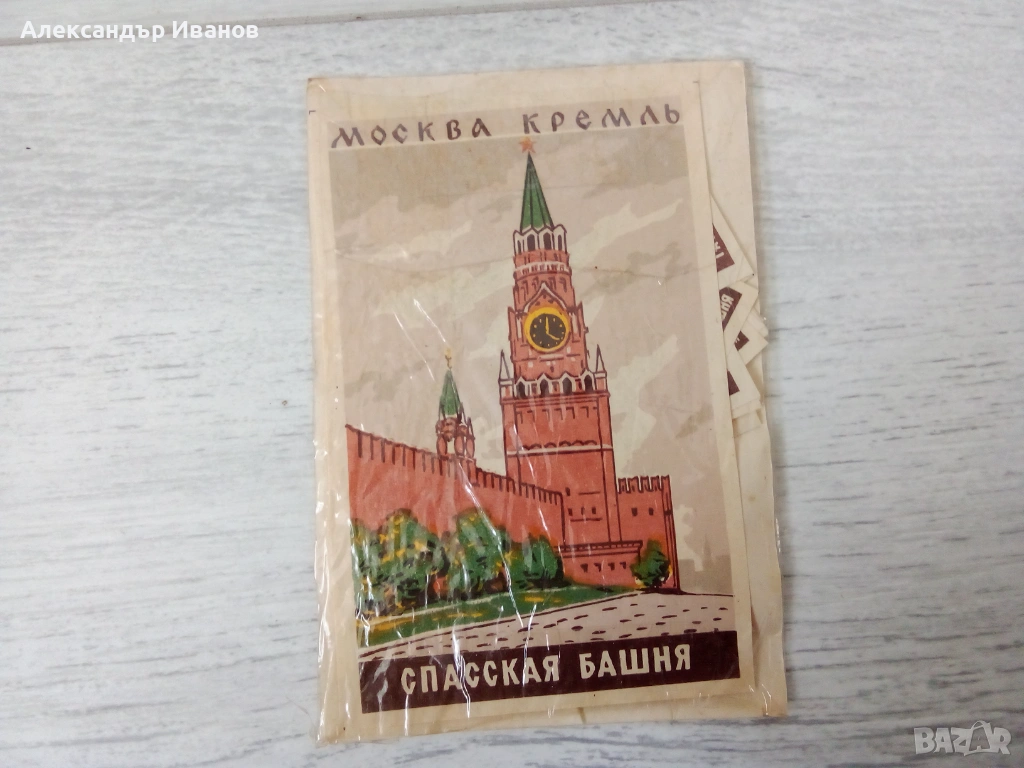 Александър Иванов
МОСКВА КРЕМЛЬ
СПАССКАЯ БАШНЯ
BAZAR